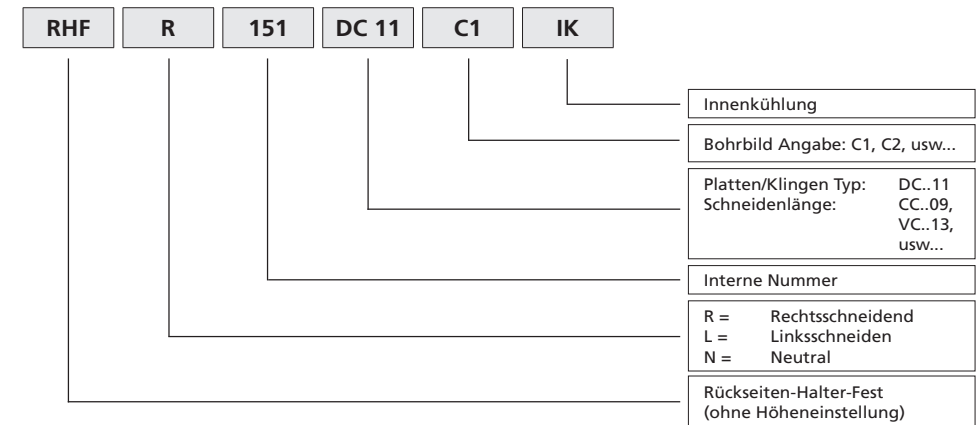 RHF R 151 DC 11 C1 IK
Innenkühlung
Bohrbild Angabe: C1, C2, usw...
Platten/Klingen Typ: DC..11
Schneidenlänge: CC..09,
VC..13,
usw...
Interne Nummer
R = Rechtsschneidend
L = Linksschneiden
N = Neutral
Rückseiten-Halter-Fest
(ohne Höheneinstellung)